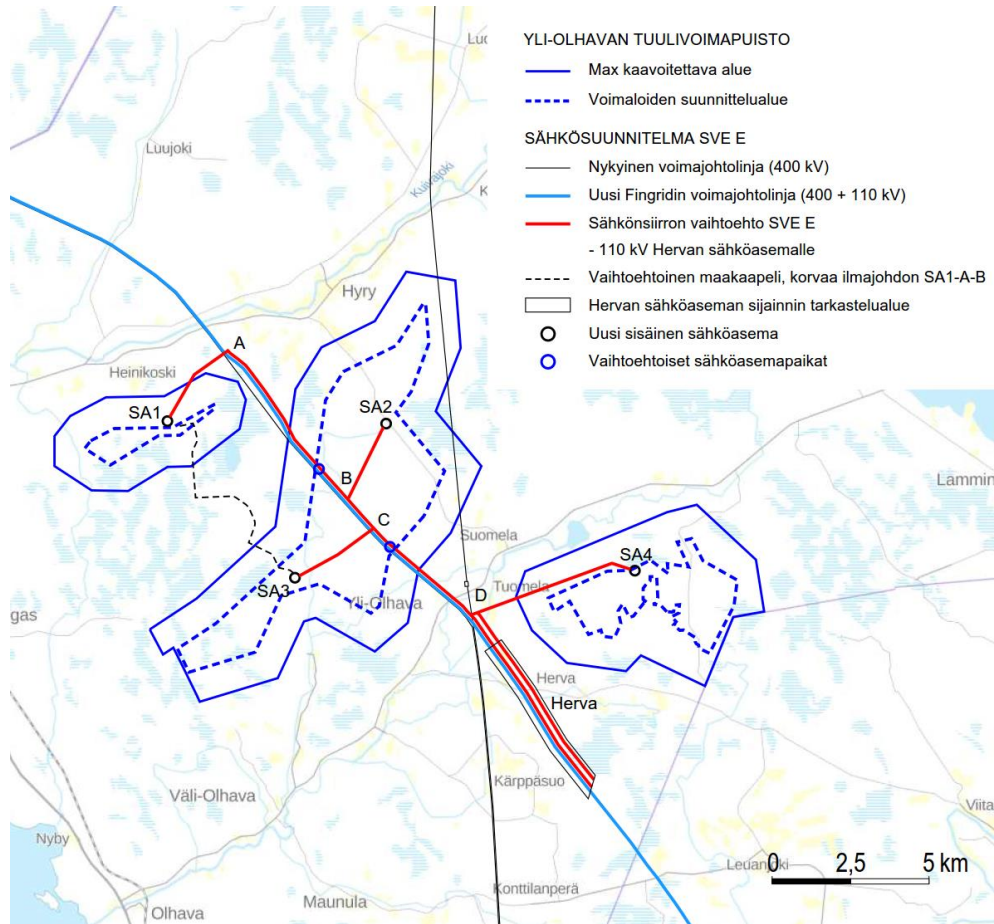 YLI-OLHAVAN TUULIVOIMAPUISTO
Max kaavoitettava alue
Voimaloiden suunnittelualue
SÄHKÖSUUNNITELMA SVE E
Nykyinen voimajohtolinja (400 kV)
Uusi Fingridin voimajohtolinja (400 + 110 kV)
Sähkönsiirron vaihtoehto SVE E
- 110 kV Hervan sähköasemalle
Vaihtoehtoinen maakaapeli, korvaa ilmajohdon SA1-A-B
Hervan sähköaseman sijainnin tarkastelualue
Uusi sisäinen sähköasema
Vaihtoehtoiset sähköasemapaikat
Luujoki
Kuivajoki
Hyry
A
Heinikoski
SA1
SA2
B
C
Suomela
SA3
Yli-Olhava
D
Tuomela
SA4
Herva
Herva
Kärppäsuo
Väli-Olhava
Nyby
Olhava
Maunula
Konttilanperä
Leuanjoki
Viita
Lammin
gas
0 2,5 5 km